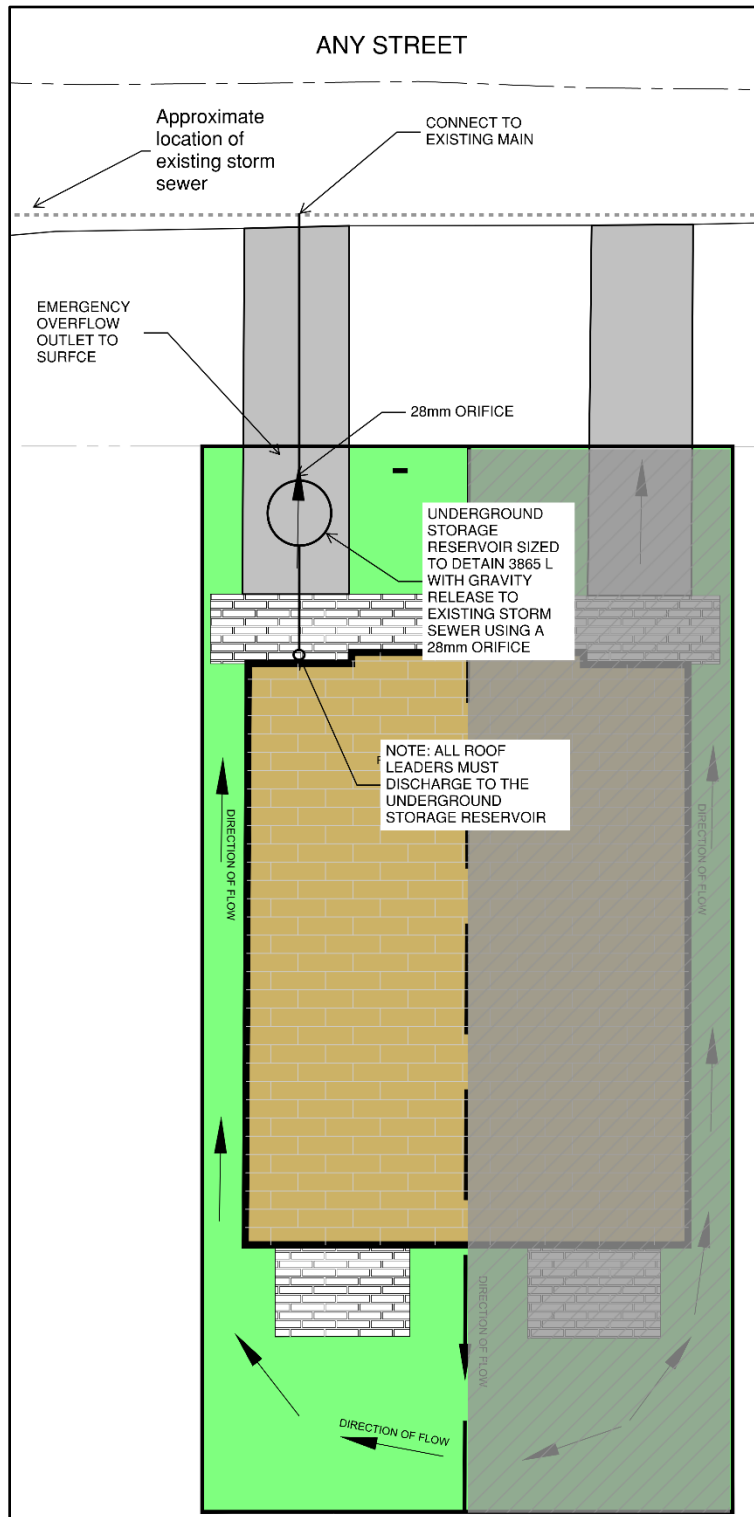 ANY STREET
Approximate
location of
existing storm
sewer
CONNECT TO
EXISTING MAIN
EMERGENCY
OVERFLOW
OUTLET TO
SURFCE
28mm ORIFICE
UNDERGROUND
STORAGE
RESERVOIR SIZED
TO DETAIN 3865 L
WITH GRAVITY
RELEASE TO
EXISTING STORM
SEWER USING A
28mm ORIFICE
NOTE: ALL ROOF
LEADERS MUST
DISCHARGE TO THE
UNDERGROUND
STORAGE RESERVOIR
DIRECTION OF FLOW
DIRECTION OF FLOW
DIRECTION OF FLOW
DIRECTION OF FLOW